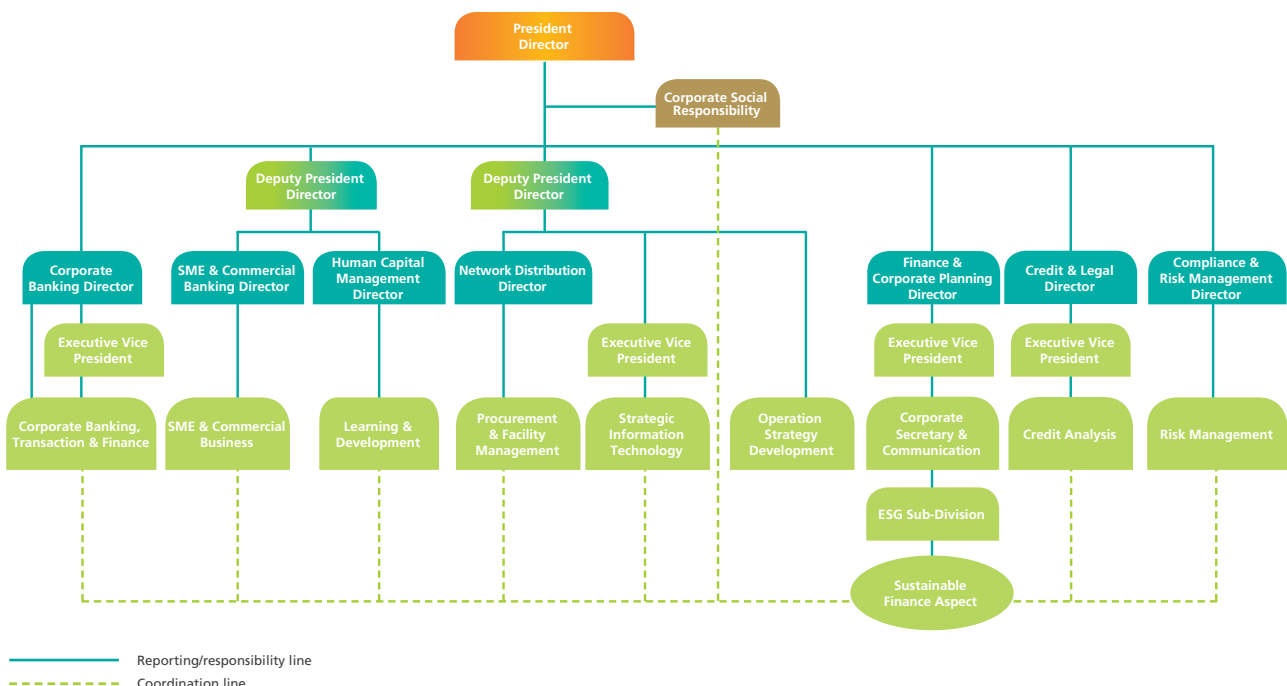 President
Director
Corporate Social
Responsibility
Deputy President
Director
Deputy President
Director
Corporate
Banking Director
SME & Commercial
Banking Director
Human Capital
Management
Director
Network Distribution
Director
Finance &
Corporate Planning
Director
Credit & Legal
Director
Compliance &
Risk Management
Director
Executive Vice
President
Executive Vice
President
Executive Vice
President
Executive Vice
President
Corporate Banking,
Transaction & Finance
SME & Commercial
Business
Learning &
Development
Procurement
& Facility
Management
Strategic
Information
Technology
Operation
Strategy
Development
Corporate
Secretary &
Communication
Credit Analysis
Risk Management
ESG Sub-Division
Sustainable
Finance Aspect
Reporting/responsibility line
Coordination line